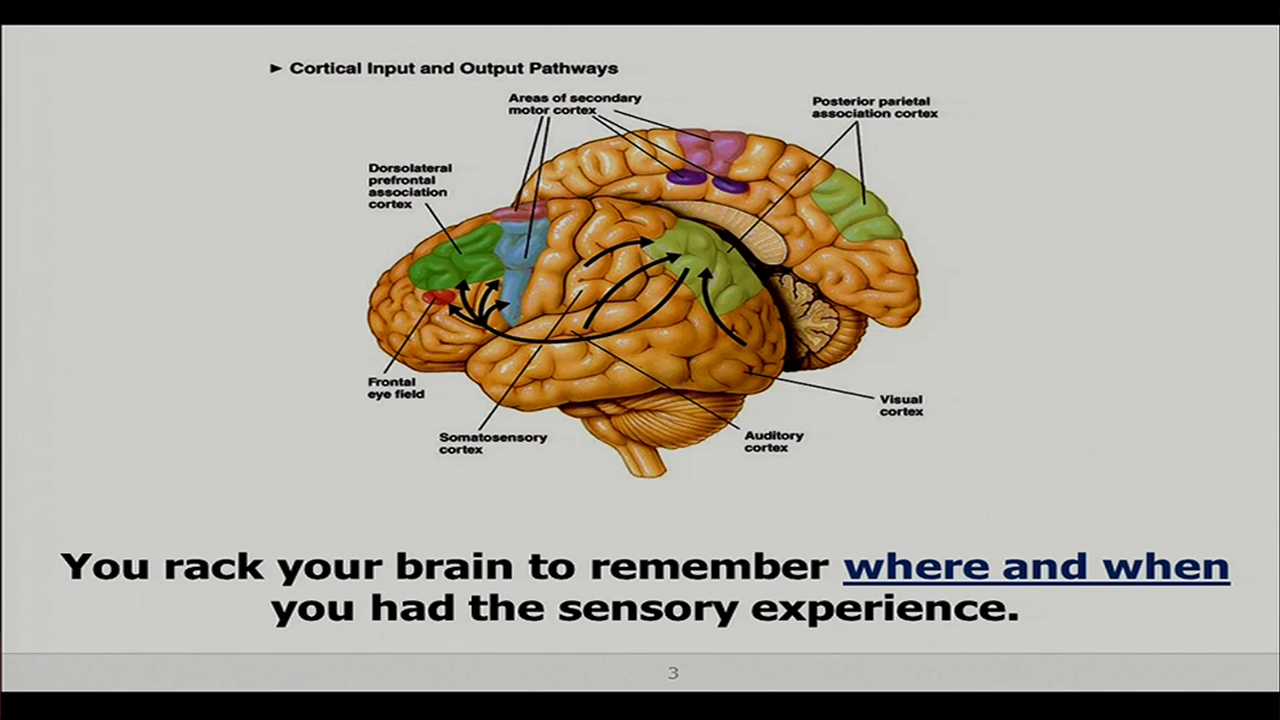 ► Cortical Input and Output Pathways
Areas of secondary
motor cortex
Posterior parietal
association cortex
Dorsolateral
prefrontal
association
cortex
Frontal
eye field
Somatosensory
cortex
Auditory
cortex
Visual
cortex
You rack your brain to remember where and when
you had the sensory experience.
3